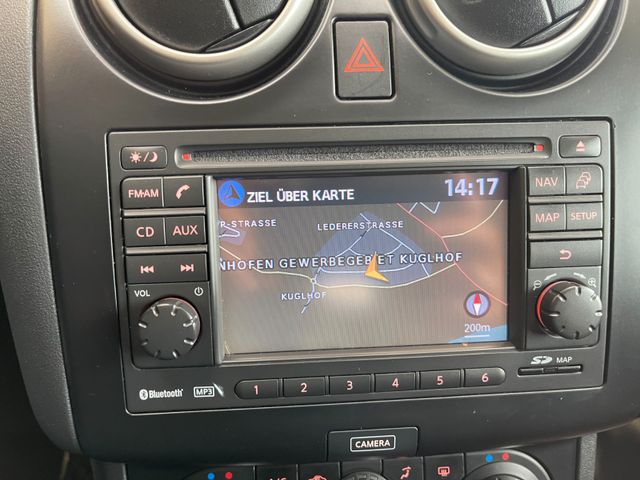 FM·AM
CD AUX
VOL
ZIEL ÜBER KARTE 14:17
-STRASSE
LEDERERSTRASSE
NHOFEN GEWERBEGEBIET KUGLHOF
KUGLHOF
200m
NAV
MAP SETUP
SD MAP
Bluetooth MP3
1 2 3 4 5 6
CAMERA
A/C